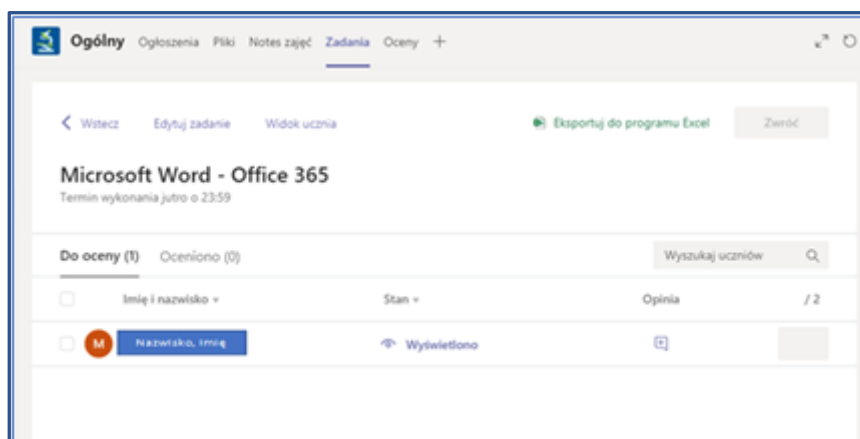 Ogólny Ogłoszenia Pliki Notes zajęć Zadania Oceny +
Wstecz Edytuj zadanie Widok ucznia Eksportuj do programu Excel Zwróć
Microsoft Word - Office 365
Termin wykonania jutro o 23:59
Do oceny (1) Oceniono (0) Wyszukaj uczniów
Imię i nazwisko Stan Opinia / 2
M Nazwisko, Imię Wyświetlono